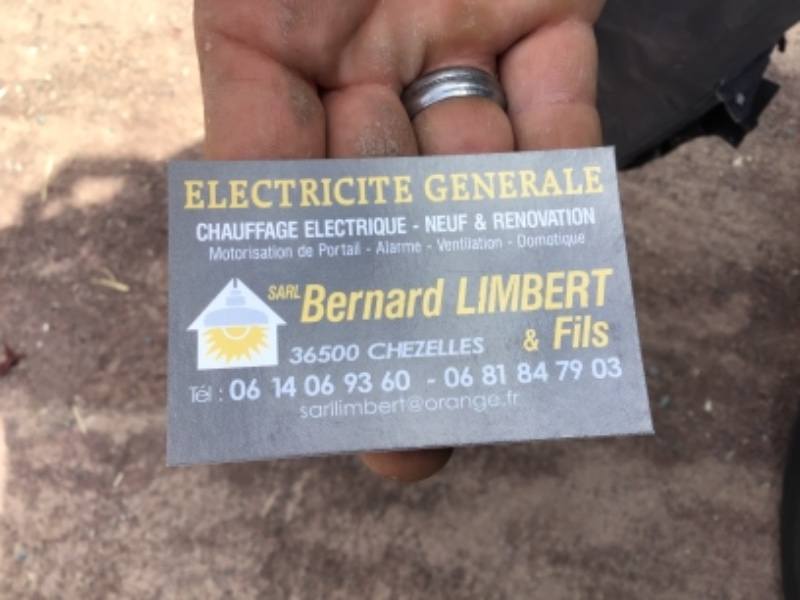 ELECTRICITE GENERALE
CHAUFFAGE ELECTRIQUE - NEUF & RENOVATION
Motorisation de Portail - Alarme - Ventilation - Domotique
SARL Bernard LIMBERT
& Fils
36500 CHEZELLES
Tél : 06 14 06 93 60 - 06 81 84 79 03
sarllimbert@orange.fr